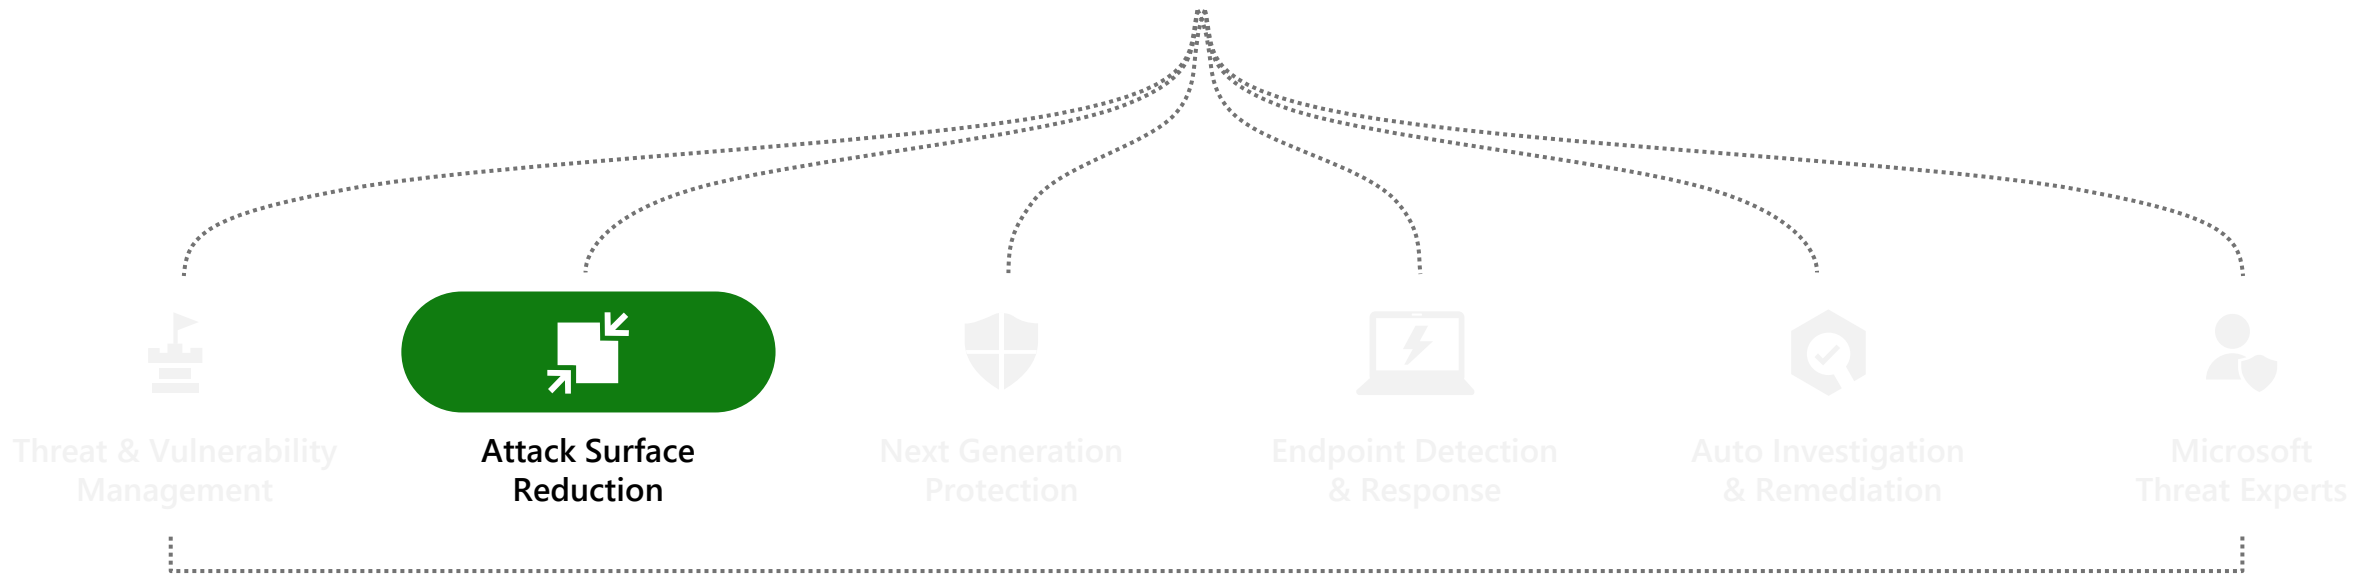 Threat & Vulnerability
Management
Attack Surface
Reduction
Next Generation
Protection
Endpoint Detection
& Response
Auto Investigation
& Remediation
Microsoft
Threat Experts